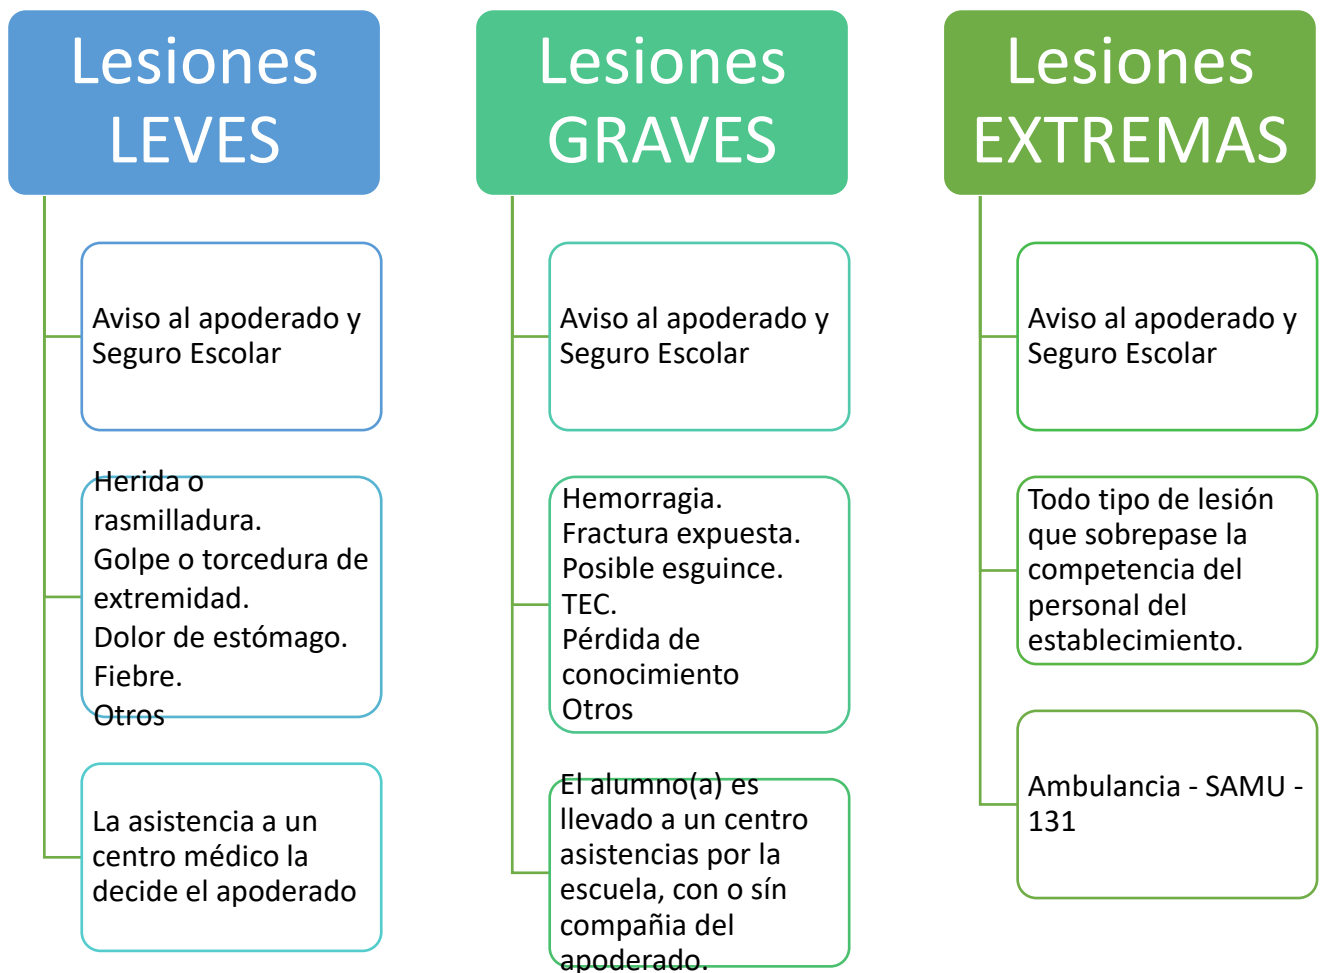 Lesiones
LEVES
Aviso al apoderado y
Seguro Escolar
Herida o
rasmilladura.
Golpe o torcedura de
extremidad.
Dolor de estómago.
Fiebre.
Otros
La asistencia a un
centro médico la
decide el apoderado
Lesiones
GRAVES
Aviso al apoderado y
Seguro Escolar
Hemorragia.
Fractura expuesta.
Posible esguince.
TEC.
Pérdida de
conocimiento
Otros
El alumno(a) es
llevado a un centro
asistencias por la
escuela, con o sín
compañia del
apoderado.
Lesiones
EXTREMAS
Aviso al apoderado y
Seguro Escolar
Todo tipo de lesión
que sobrepase la
competencia del
personal del
establecimiento.
Ambulancia - SAMU -
131